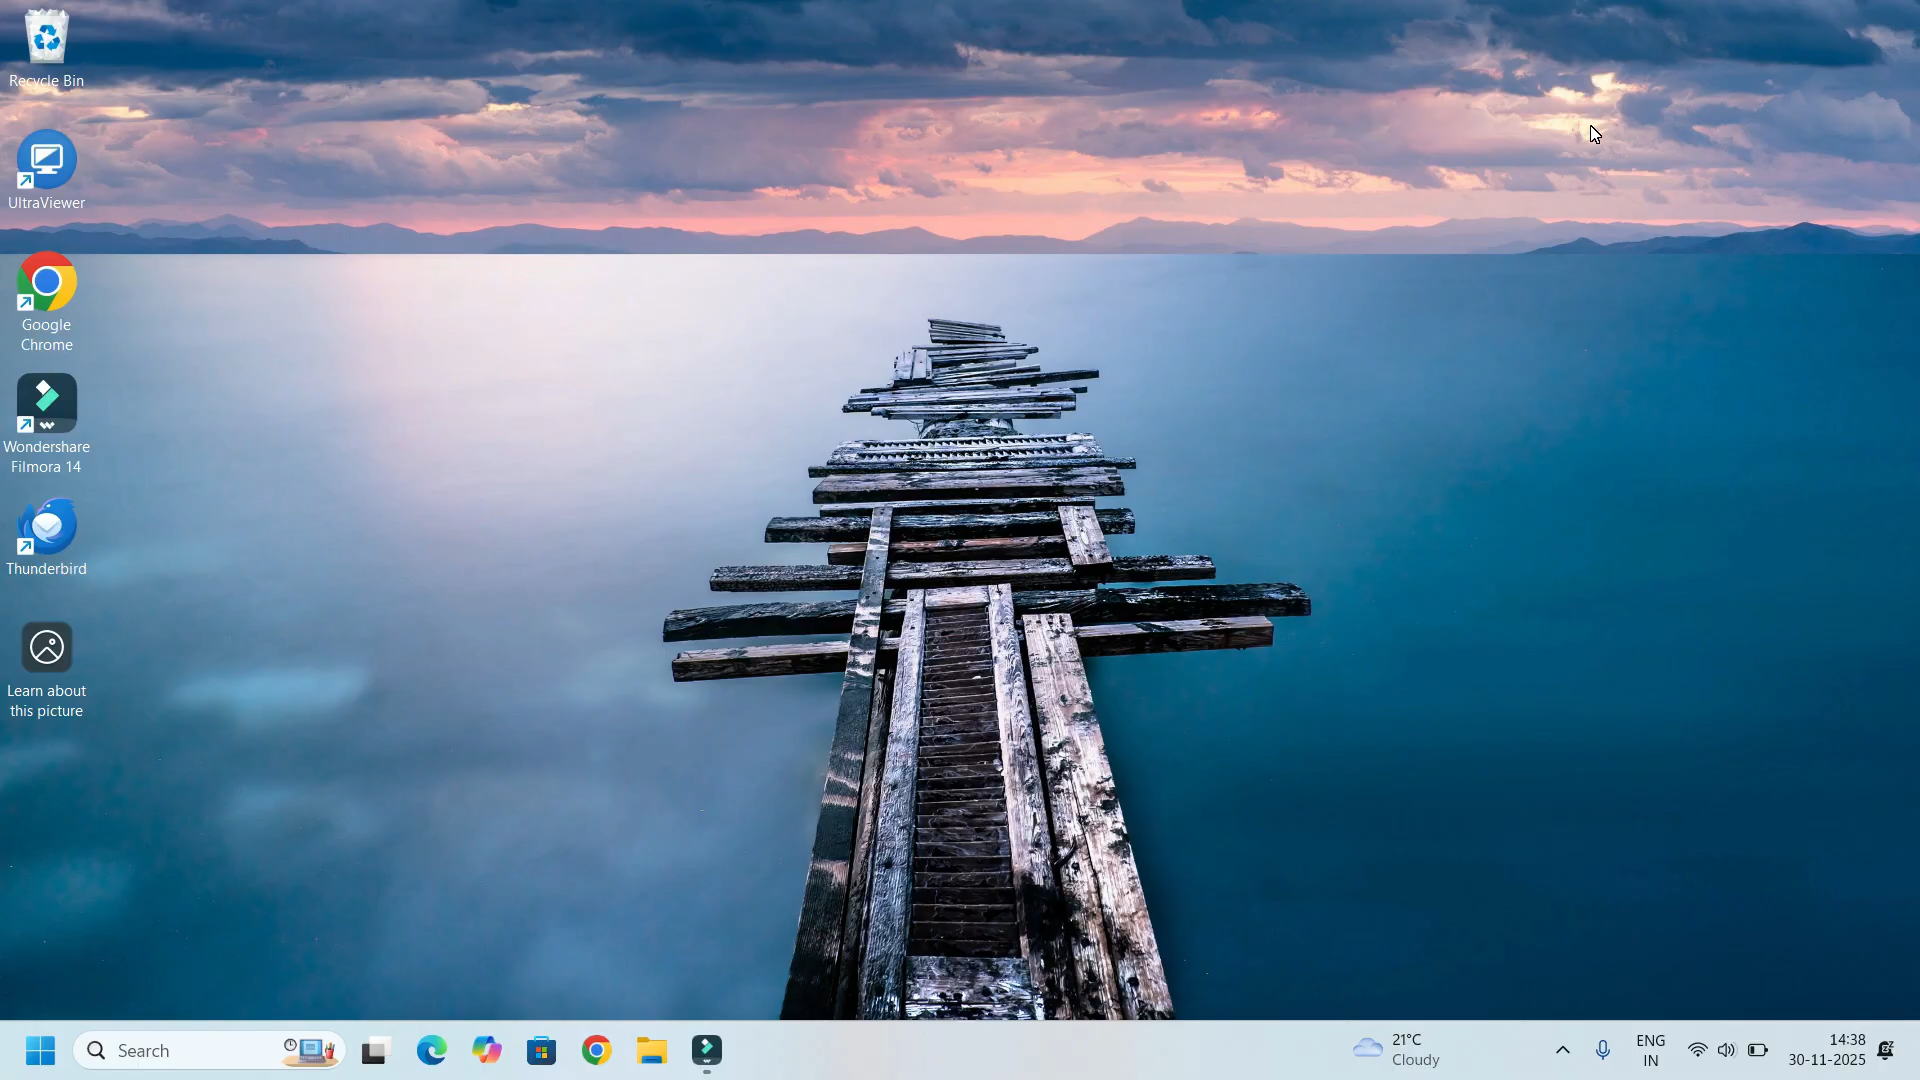 Recycle Bin
UltraViewer
Google
Chrome
Wondershare
Filmora 14
Thunderbird
Learn about
this picture
Search
21°C
Cloudy
ENG
IN
14:38
30-11-2025